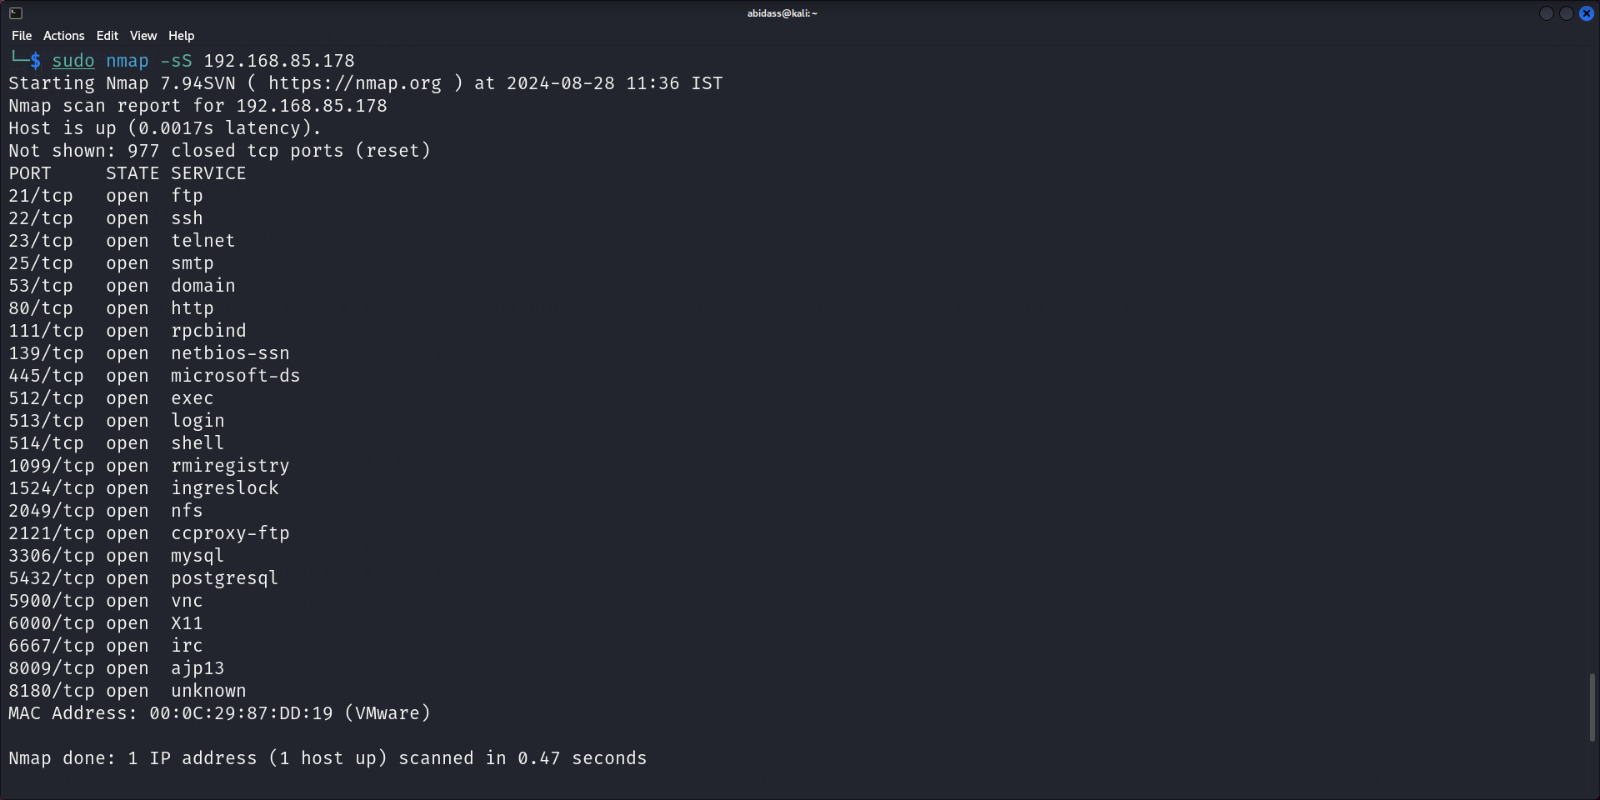 abidass@kali:~
File Actions Edit View Help
└─$ sudo nmap -sS 192.168.85.178
Starting Nmap 7.94SVN ( https://nmap.org ) at 2024-08-28 11:36 IST
Nmap scan report for 192.168.85.178
Host is up (0.0017s latency).
Not shown: 977 closed tcp ports (reset)
PORT     STATE SERVICE
21/tcp   open  ftp
22/tcp   open  ssh
23/tcp   open  telnet
25/tcp   open  smtp
53/tcp   open  domain
80/tcp   open  http
111/tcp  open  rpcbind
139/tcp  open  netbios-ssn
445/tcp  open  microsoft-ds
512/tcp  open  exec
513/tcp  open  login
514/tcp  open  shell
1099/tcp open  rmiregistry
1524/tcp open  ingreslock
2049/tcp open  nfs
2121/tcp open  ccproxy-ftp
3306/tcp open  mysql
5432/tcp open  postgresql
5900/tcp open  vnc
6000/tcp open  X11
6667/tcp open  irc
8009/tcp open  ajp13
8180/tcp open  unknown
MAC Address: 00:0C:29:87:DD:19 (VMware)
Nmap done: 1 IP address (1 host up) scanned in 0.47 seconds